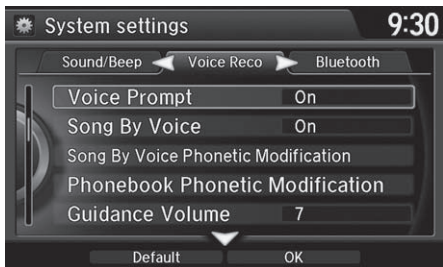 System settings 9:30
Sound/Beep Voice Reco Bluetooth
Voice Prompt On
Song By Voice On
Song By Voice Phonetic Modification
Phonebook Phonetic Modification
Guidance Volume 7
Default OK